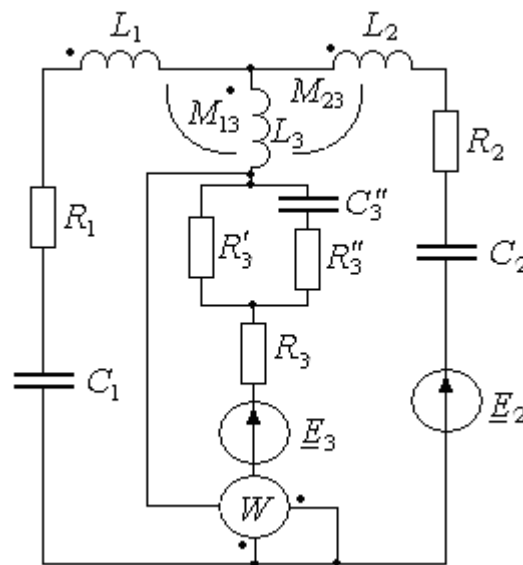 L₁ L₂
M₁₃ M₂₃
L₃
R₂
R₁ C₃″
R₃′ R₃″ C₂
R₃
C₁
E₃ E₂
W